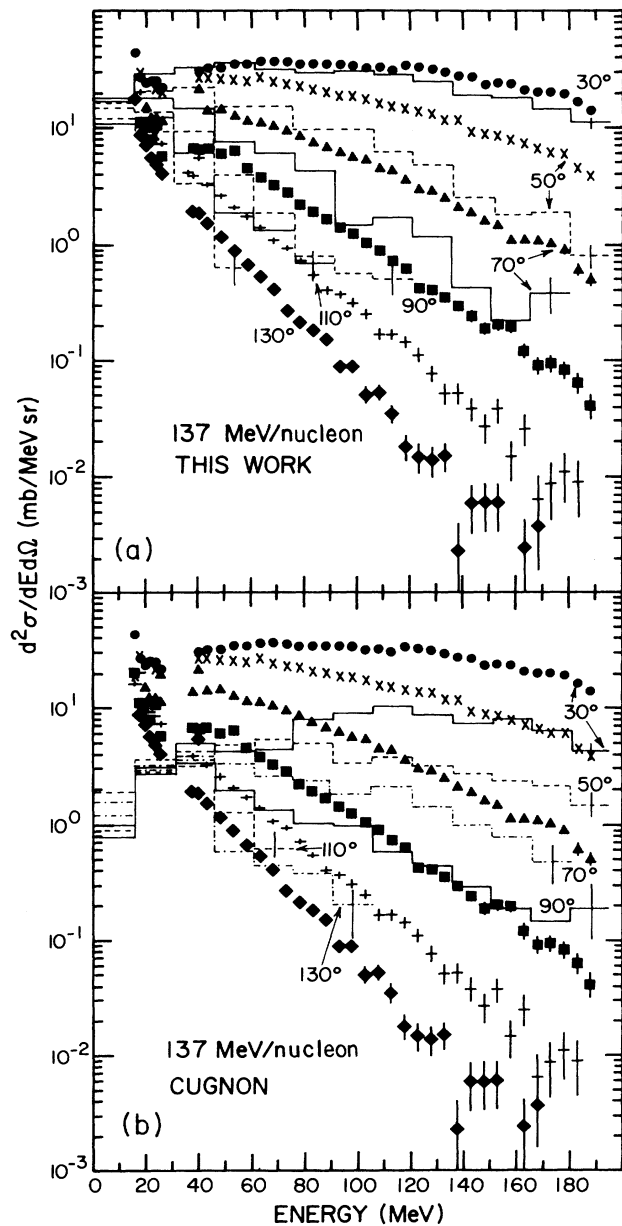 10¹
10⁰
10⁻¹
10⁻²
10⁻³
30°
50°
70°
90°
110°
130°
137 MeV/nucleon
THIS WORK
(a)
d²σ/dEdΩ (mb/MeV sr)
10¹
10⁰
10⁻¹
10⁻²
10⁻³
30°
50°
70°
110°
90°
130°
137 MeV/nucleon
CUGNON
(b)
0 20 40 60 80 100 120 140 160 180
ENERGY (MeV)